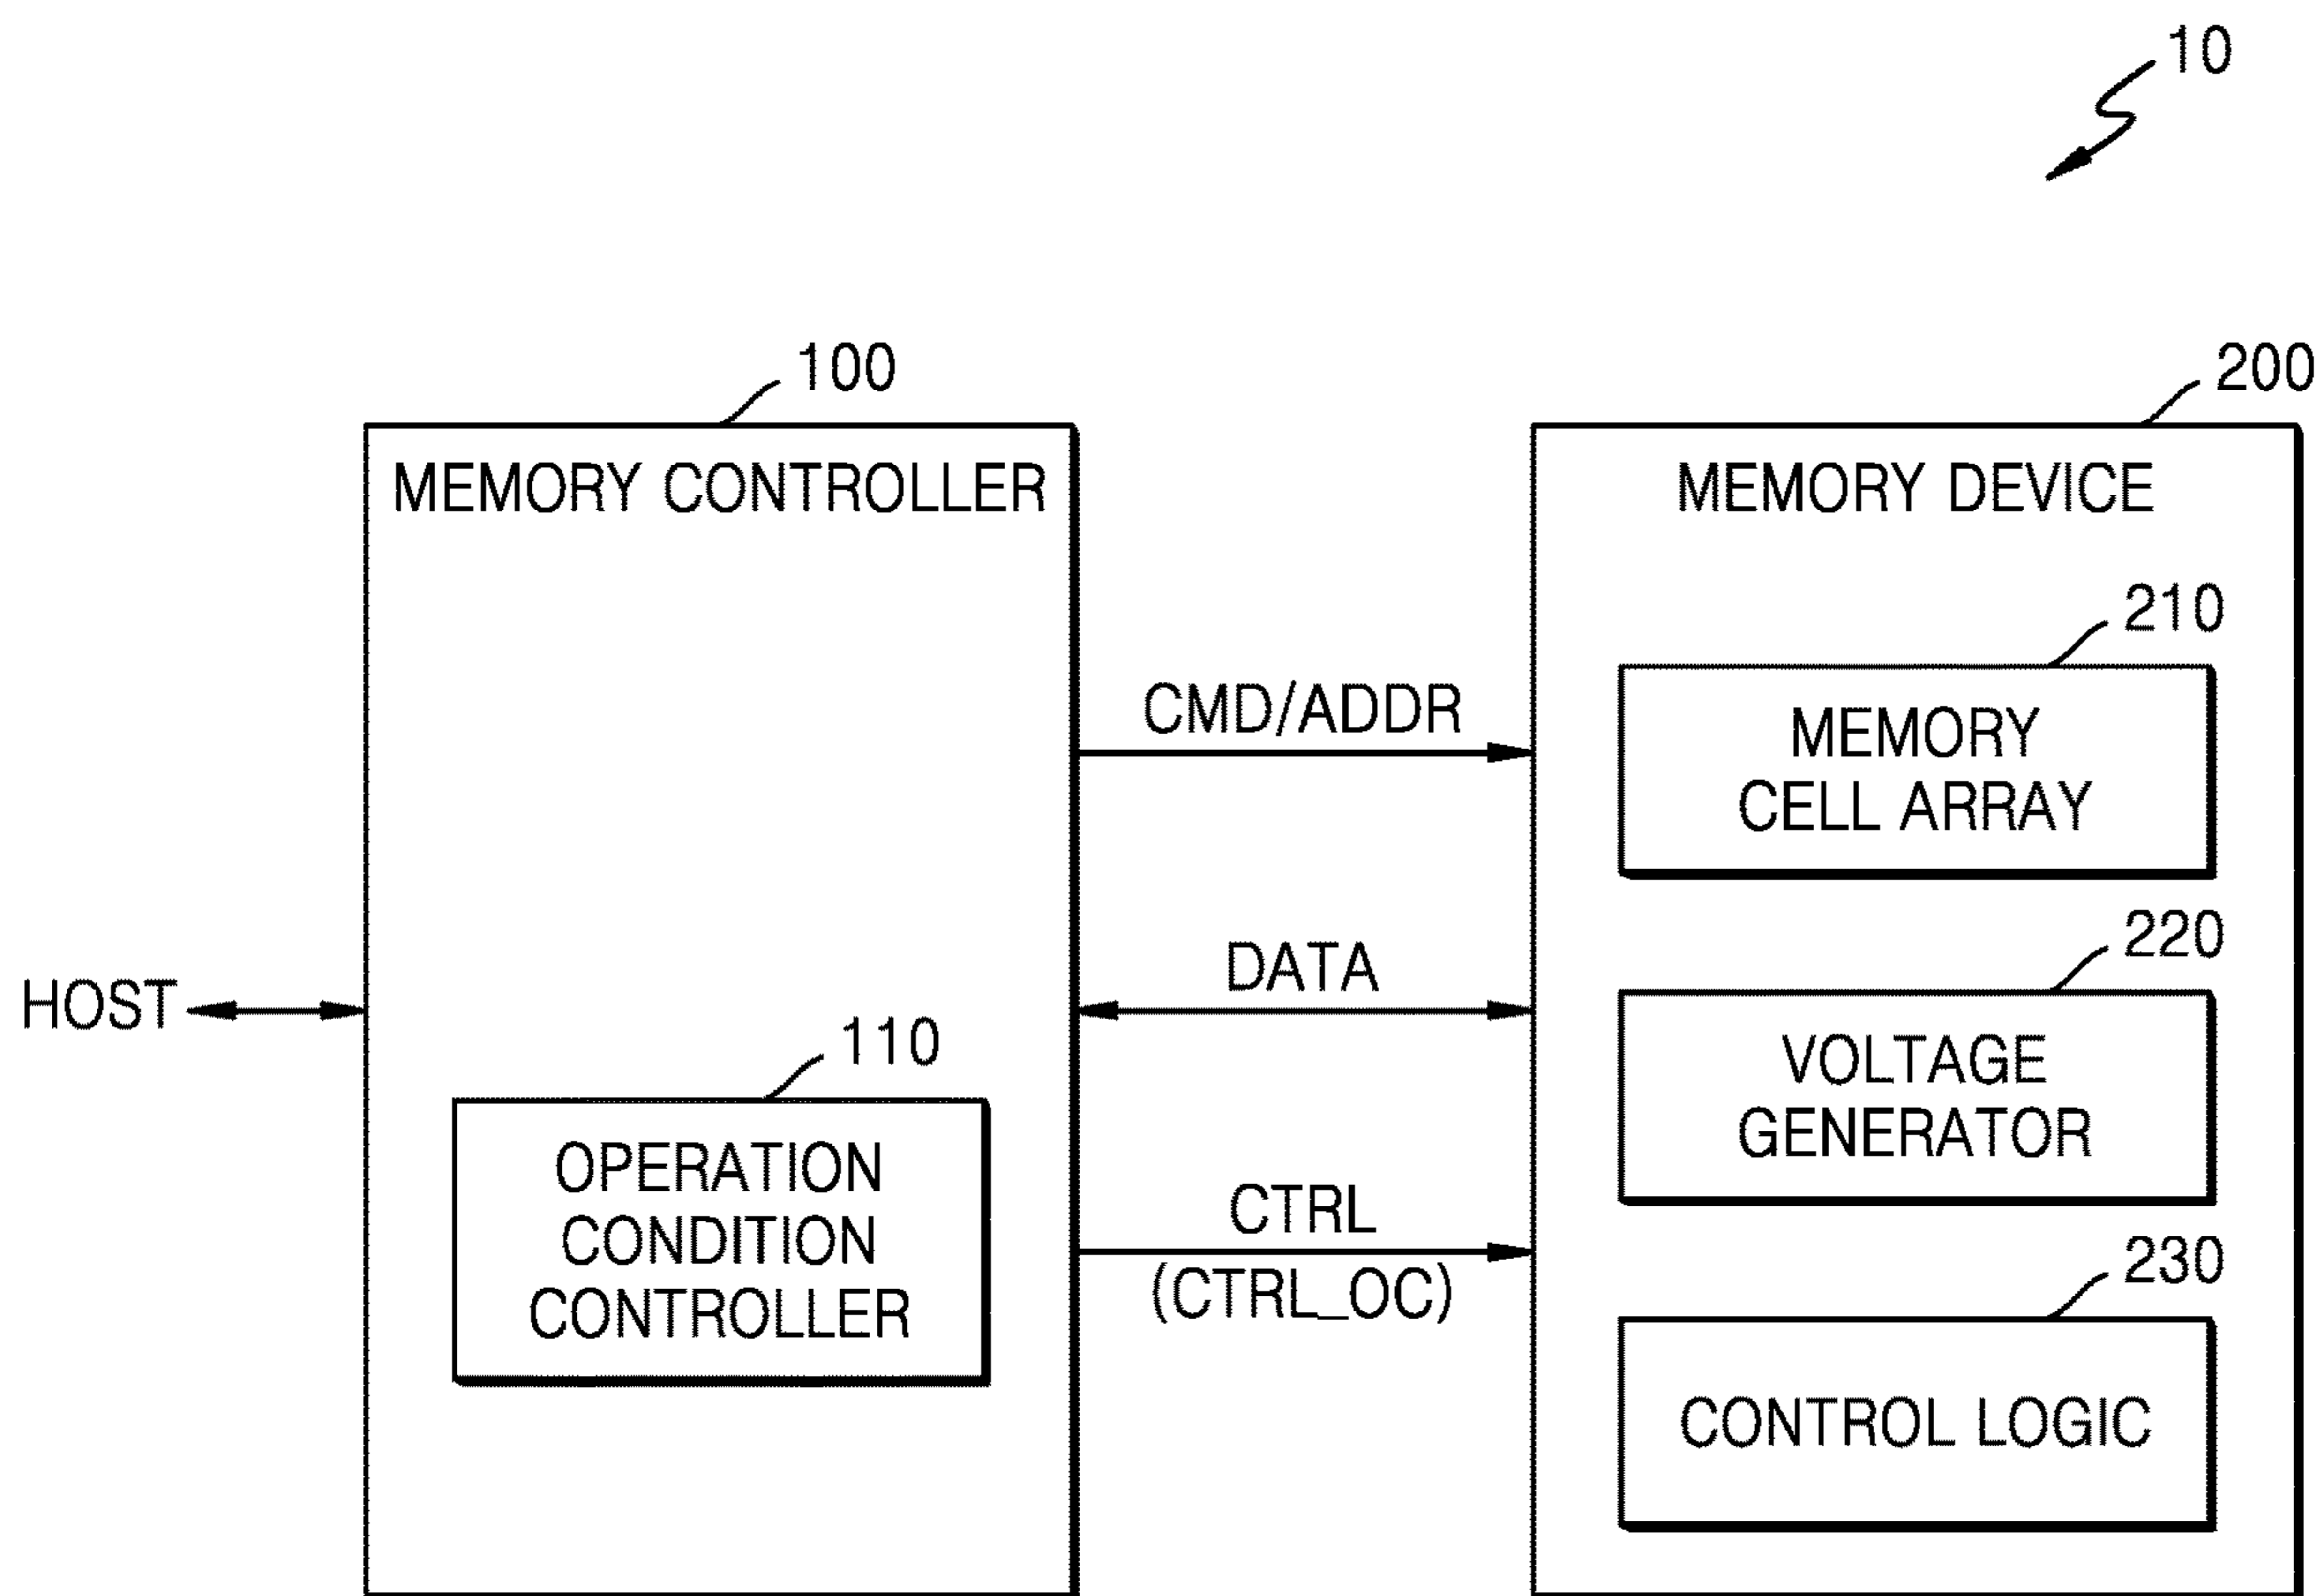 10
100
200
MEMORY CONTROLLER
MEMORY DEVICE
210
CMD/ADDR
MEMORY
CELL ARRAY
220
DATA
HOST
110
VOLTAGE
GENERATOR
OPERATION
CONDITION
CONTROLLER
CTRL
(CTRL_OC)
230
CONTROL LOGIC